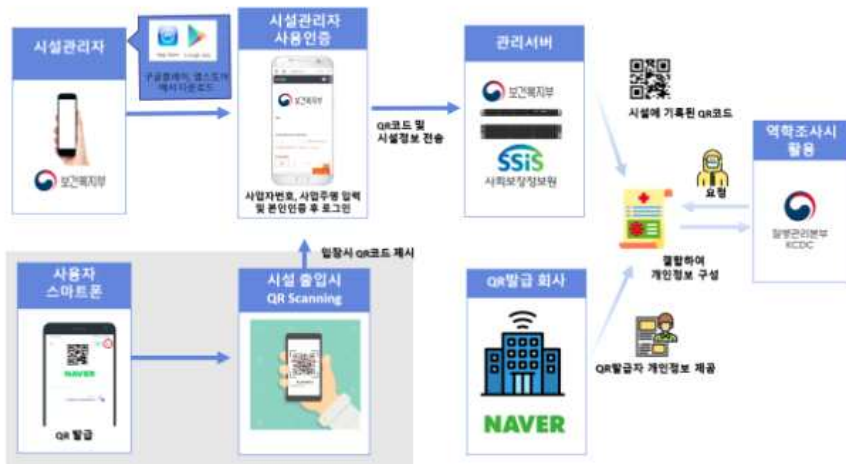 시설관리자
App Store Google Play
구글플레이, 앱스토어
에서 다운로드
보건복지부
시설관리자
사용인증
보건복지부
사업자번호, 사업주명 입력
및 본인인증 후 로그인
QR코드 및
시설정보 전송
관리서버
보건복지부
SSiS
사회보장정보원
시설에 기록된 QR코드
역학조사시
활용
요청
질병관리본부
KCDC
결합하여
개인정보 구성
입장시 QR코드 제시
사용자
스마트폰
NAVER
QR 발급
시설 출입시
QR Scanning
QR발급 회사
NAVER
QR발급자 개인정보 제공